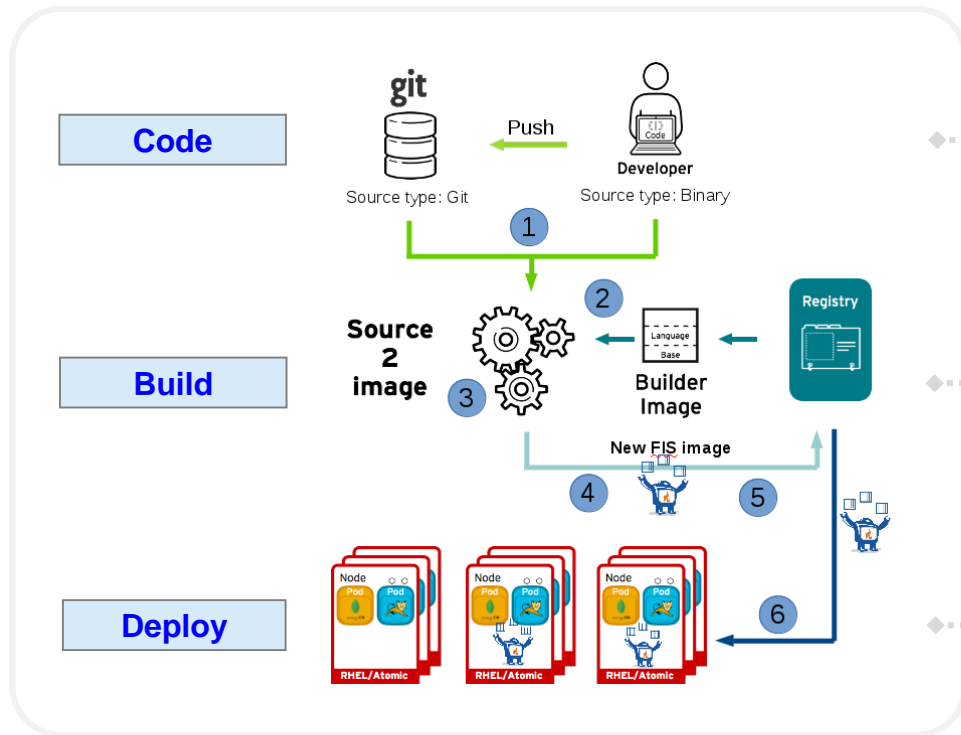 git
Code
Push
{|}
Code
Developer
Source type: Git
Source type: Binary
1
2
Registry
Source
2
image
Language
Base
Build
3
Builder
Image
New FIS image
4
5
Node
Pod
Pod
Node
Pod
Pod
Node
Pod
Pod
6
Deploy
RHEL/Atomic
RHEL/Atomic
RHEL/Atomic